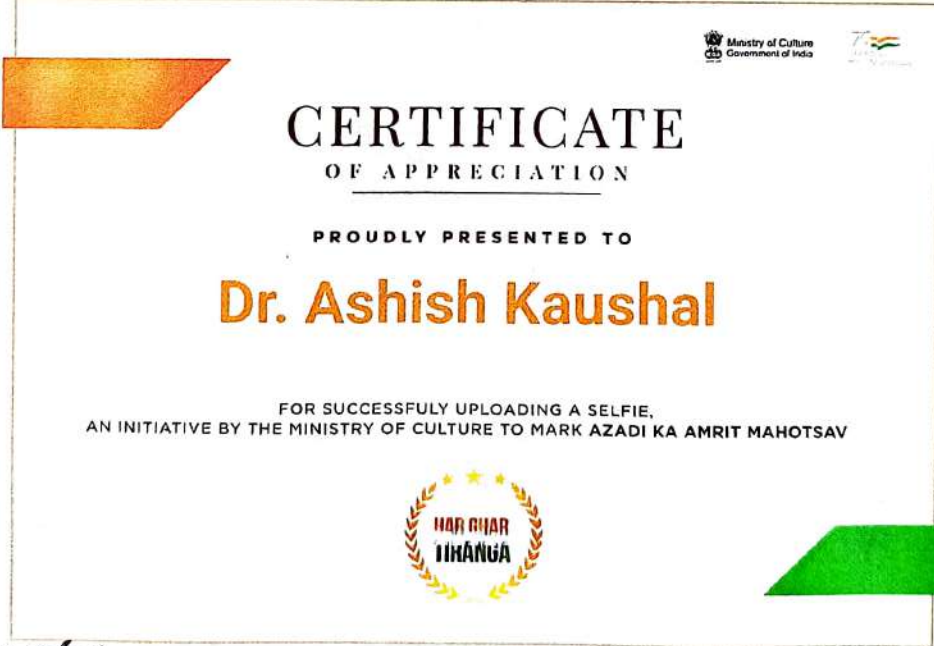 Ministry of Culture
Government of India
CERTIFICATE
OF APPRECIATION
PROUDLY PRESENTED TO
Dr. Ashish Kaushal
FOR SUCCESSFULY UPLOADING A SELFIE,
AN INITIATIVE BY THE MINISTRY OF CULTURE TO MARK AZADI KA AMRIT MAHOTSAV
HAR GHAR
TIRANGA